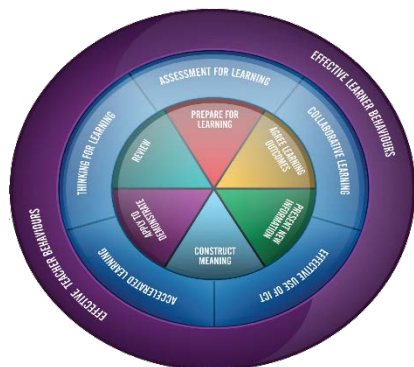 EFFECTIVE LEARNER BEHAVIOURS
EFFECTIVE TEACHER BEHAVIOURS
ASSESSMENT FOR LEARNING
COLLABORATIVE LEARNING
EFFECTIVE USE OF ICT
ACCELERATED LEARNING
THINKING FOR LEARNING
PREPARE FOR
LEARNING
AGREE LEARNING
OUTCOMES
PRESENT NEW
INFORMATION
CONSTRUCT
MEANING
APPLY TO
DEMONSTRATE
REVIEW